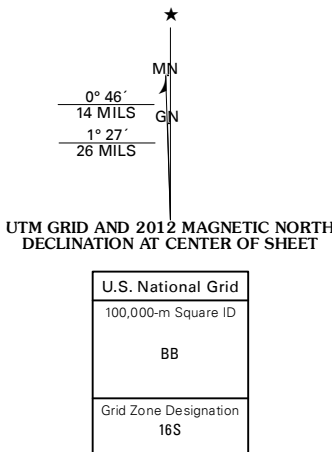 ★
MN
0° 46´
14 MILS
GN
1° 27´
26 MILS
UTM GRID AND 2012 MAGNETIC NORTH
DECLINATION AT CENTER OF SHEET
U.S. National Grid
100,000-m Square ID
BB
Grid Zone Designation
16S